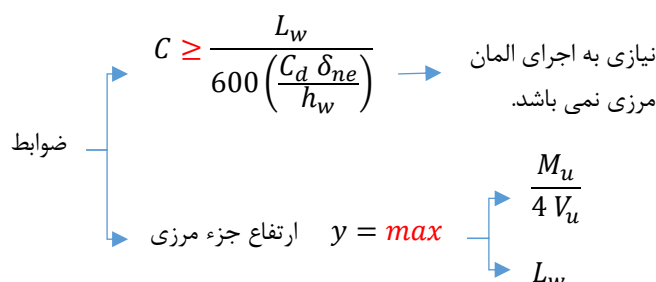 C ≥ L_w / 600 (C_d δ_ne / h_w)
نیازی به اجرای المان
مرزی نمی باشد.
ضوابط
ارتفاع جزء مرزی y = max
M_u / 4 V_u
L_w